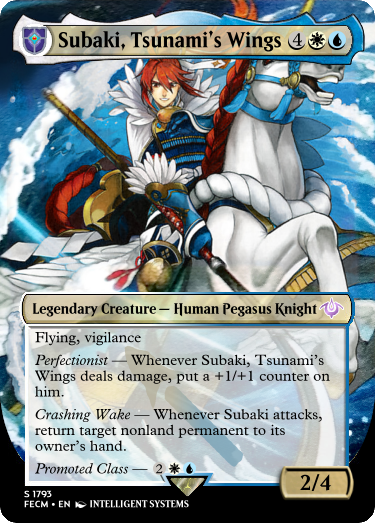 Subaki, Tsunami's Wings 4
Legendary Creature — Human Pegasus Knight
Flying, vigilance
Perfectionist — Whenever Subaki, Tsunami's
Wings deals damage, put a +1/+1 counter on
him.
Crashing Wake — Whenever Subaki attacks,
return target nonland permanent to its
owner's hand.
Promoted Class — 2
2/4
S 1793
FECM • EN INTELLIGENT SYSTEMS